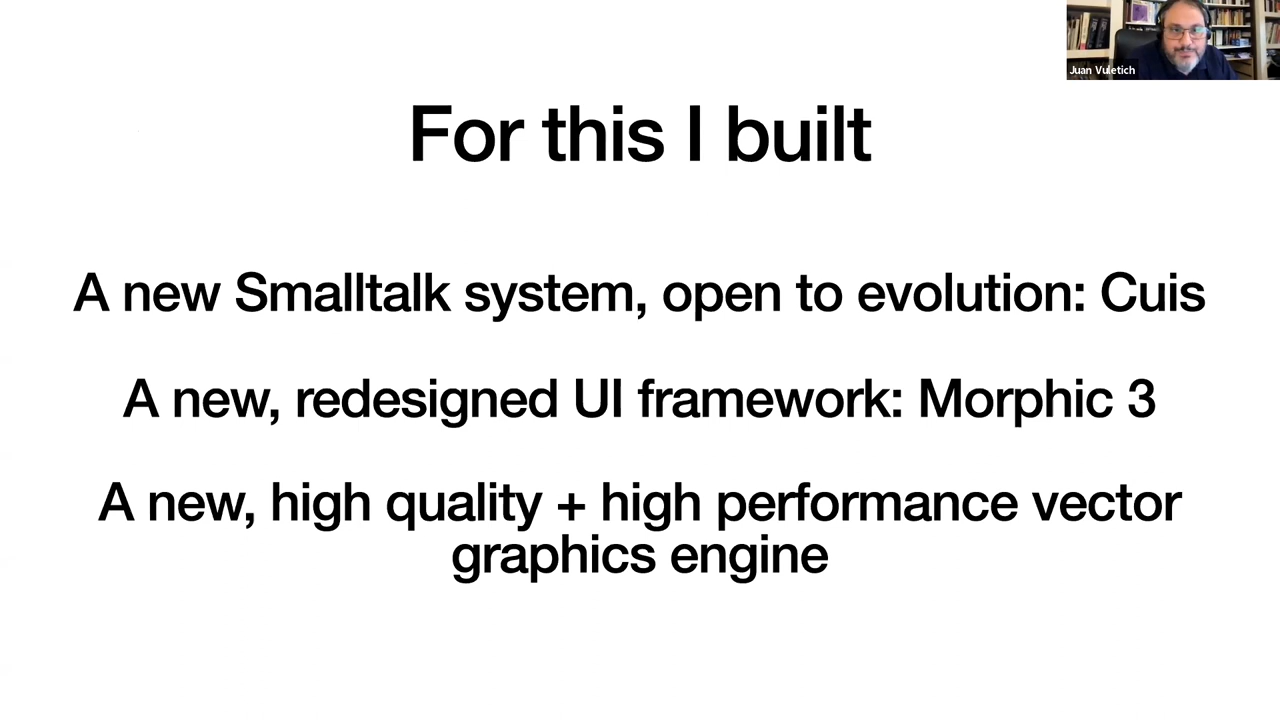 Juan Vuletich
For this I built
A new Smalltalk system, open to evolution: Cuis
A new, redesigned UI framework: Morphic 3
A new, high quality + high performance vector
graphics engine